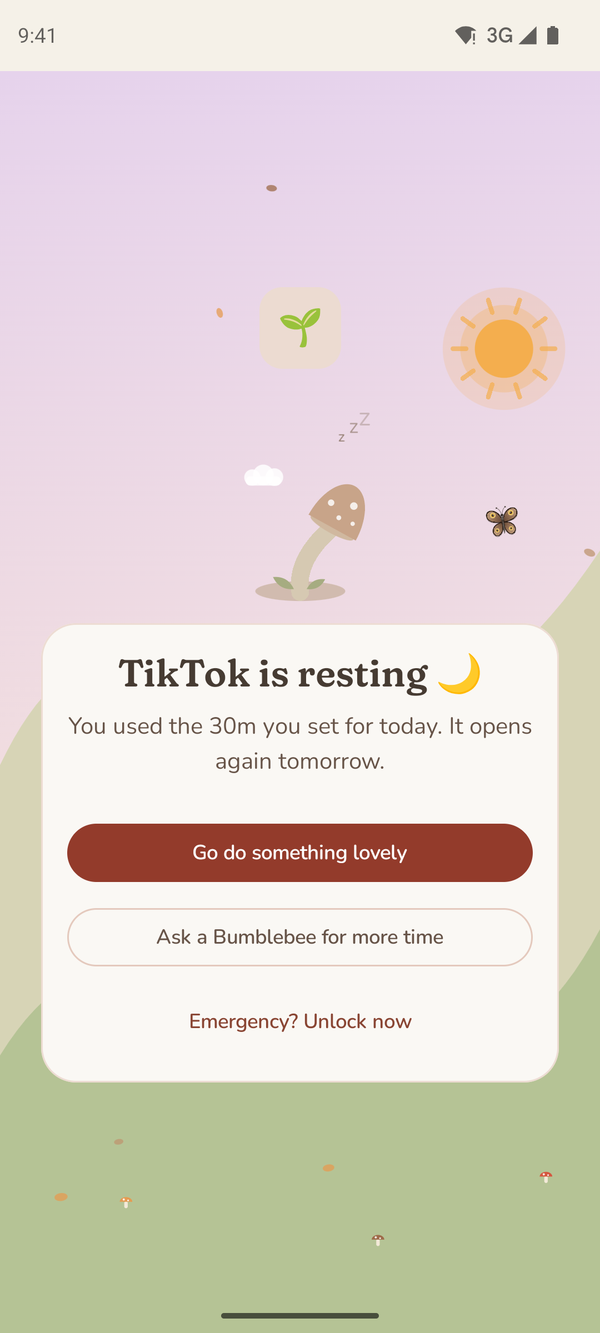 9:41
3G
z z Z
TikTok is resting 🌙
You used the 30m you set for today. It opens
again tomorrow.
Go do something lovely
Ask a Bumblebee for more time
Emergency? Unlock now